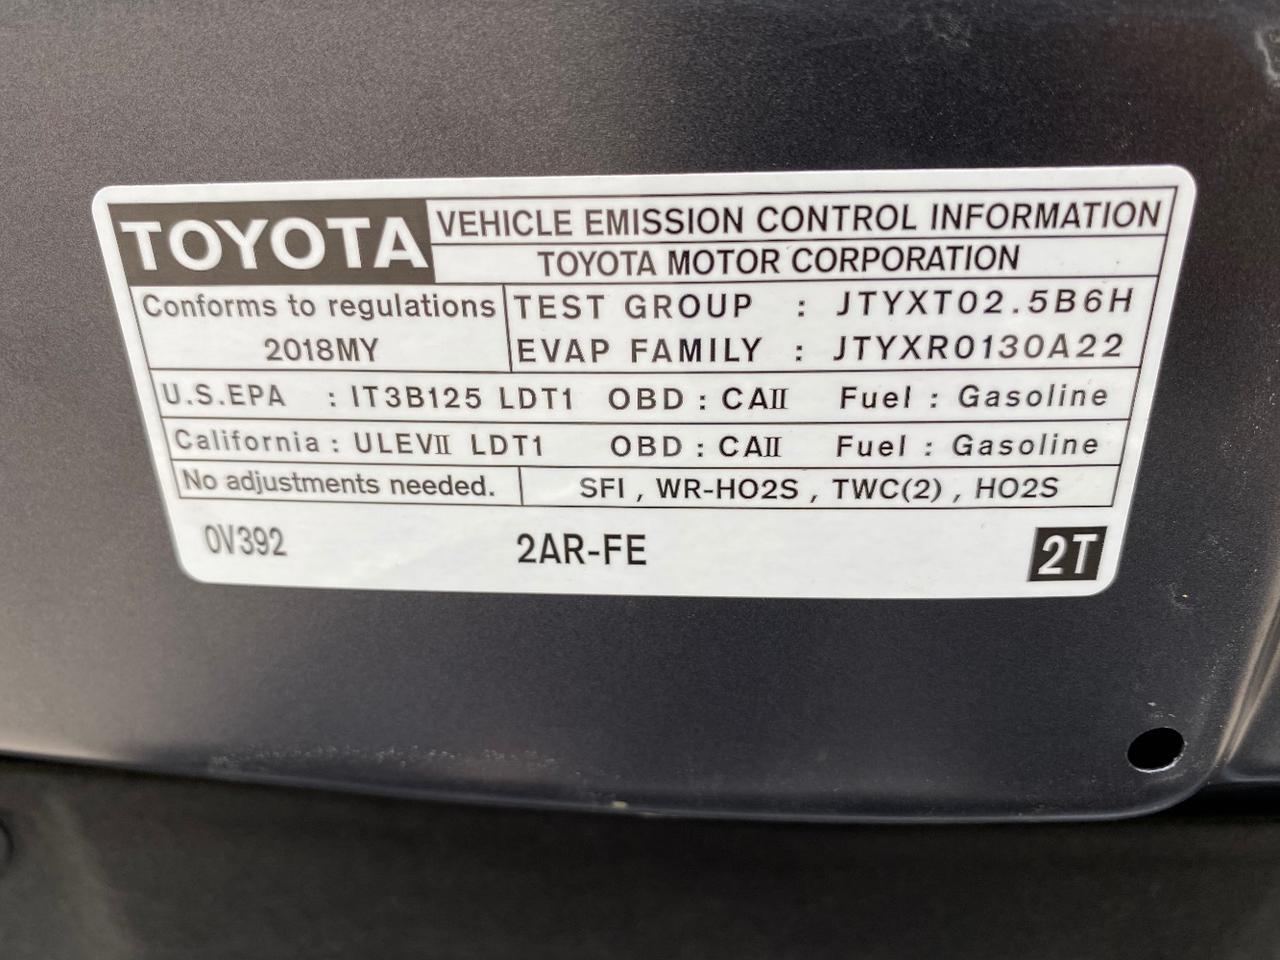 TOYOTA VEHICLE EMISSION CONTROL INFORMATION
TOYOTA MOTOR CORPORATION
Conforms to regulations TEST GROUP : JTYXT02.5B6H
2018MY EVAP FAMILY : JTYXR0130A22
U.S.EPA : IT3B125 LDT1 OBD : CAII Fuel : Gasoline
California : ULEVII LDT1 OBD : CAII Fuel : Gasoline
No adjustments needed. SFI , WR-HO2S , TWC(2) , HO2S
0V392 2AR-FE 2T